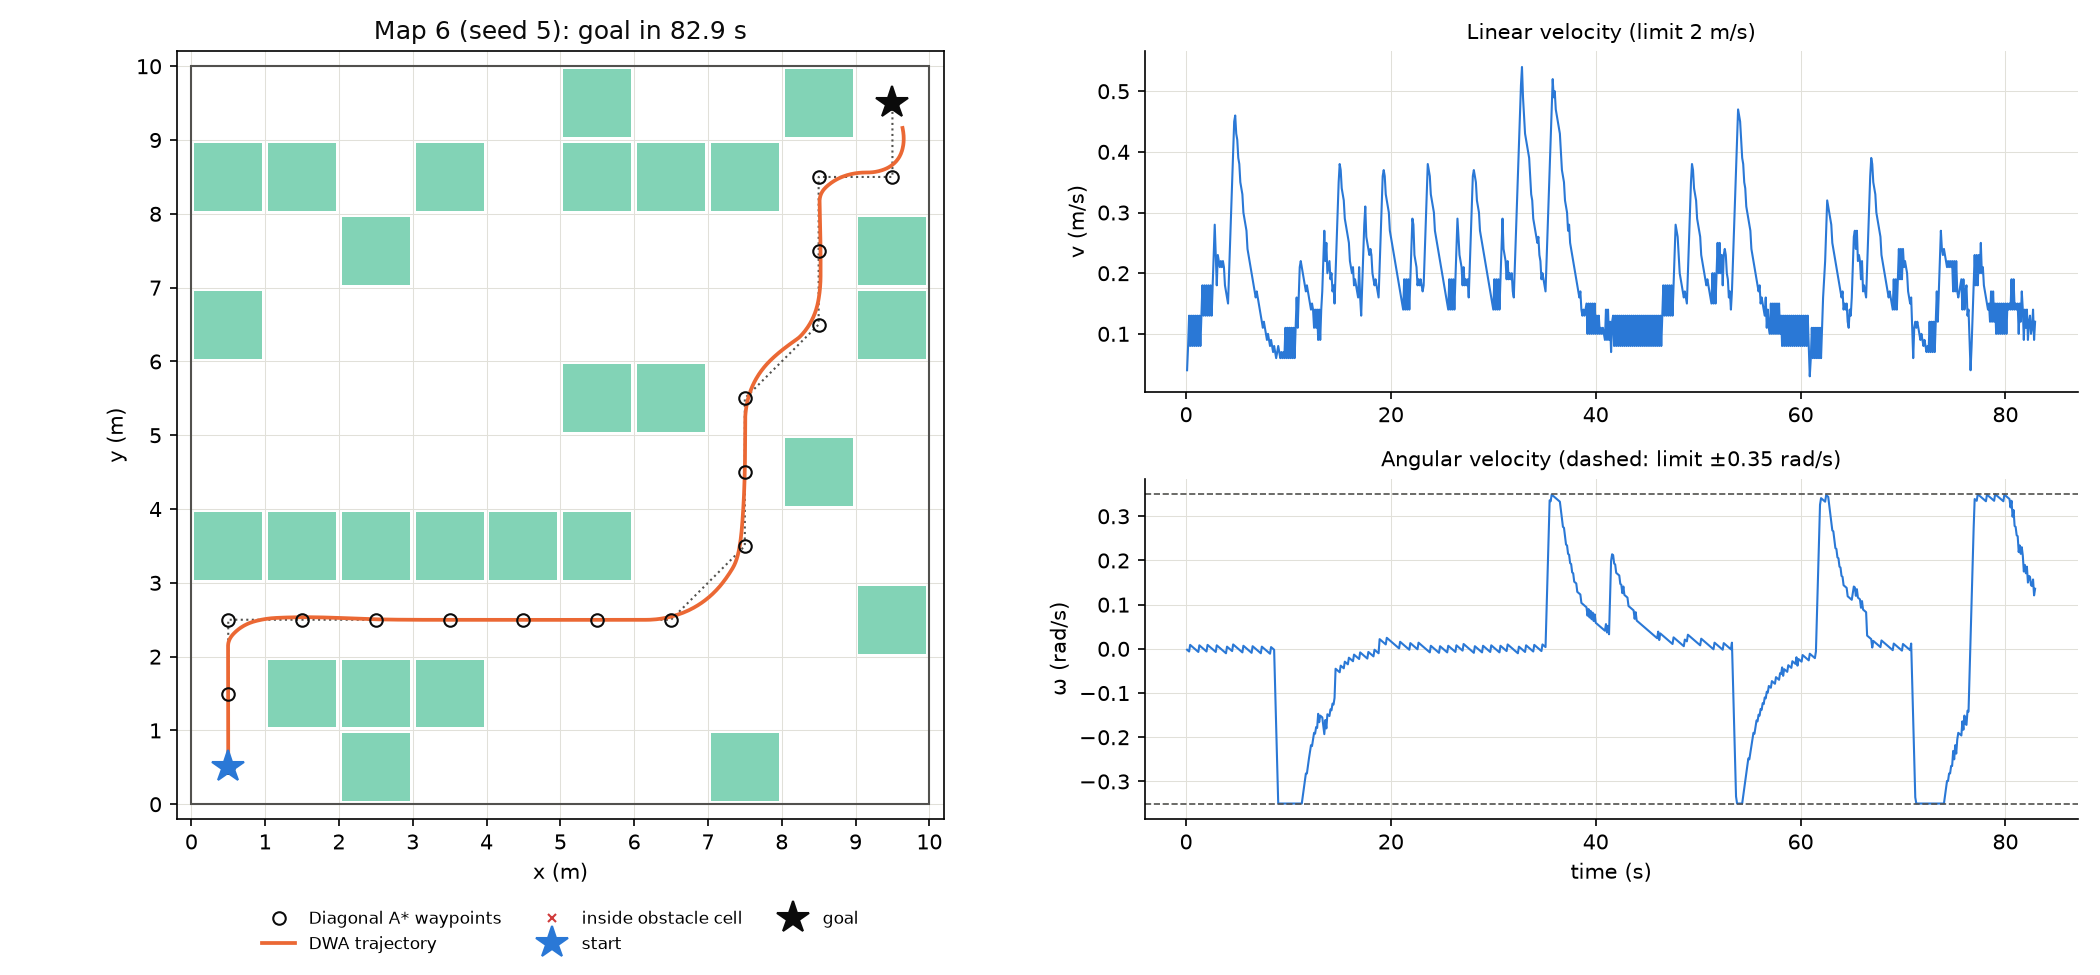 Map 6 (seed 5): goal in 82.9 s
10
9
8
7
6
5
4
3
2
1
0
y (m)
0 1 2 3 4 5 6 7 8 9 10
x (m)
Diagonal A* waypoints
DWA trajectory
inside obstacle cell
start
goal
Linear velocity (limit 2 m/s)
0.5
0.4
0.3
0.2
0.1
v (m/s)
0 20 40 60 80
Angular velocity (dashed: limit ±0.35 rad/s)
0.3
0.2
0.1
0.0
−0.1
−0.2
−0.3
ω (rad/s)
0 20 40 60 80
time (s)